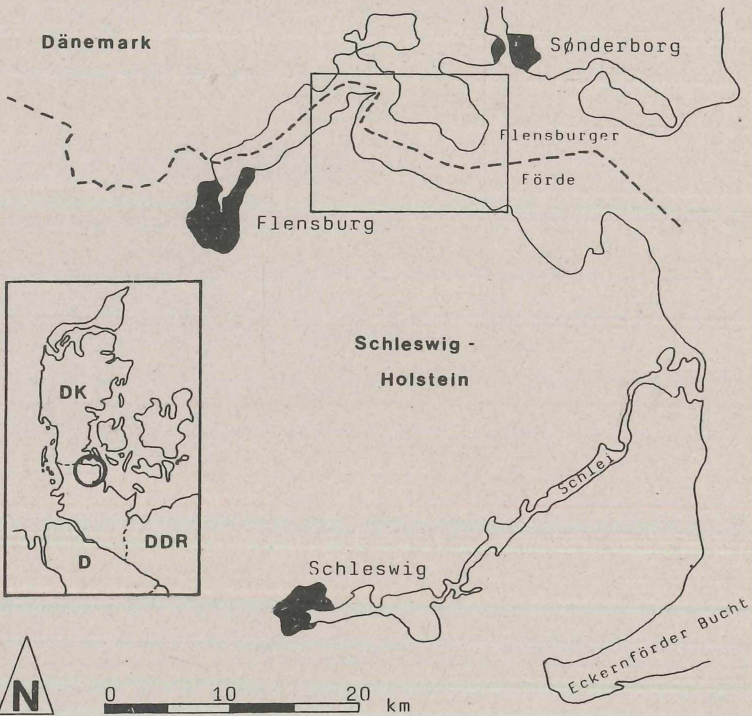 Dänemark
Sønderborg
Flensburger
Förde
Flensburg
Schleswig -
Holstein
DK
D
DDR
Schlei
Schleswig
Eckernförder Bucht
N
0 10 20 km